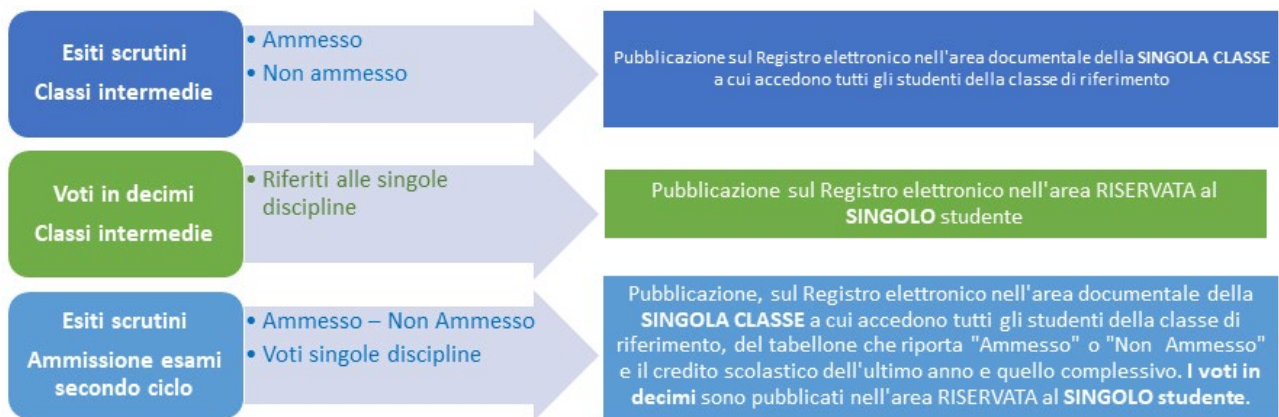 Esiti scrutini
Classi intermedie
• Ammesso
• Non ammesso
Pubblicazione sul Registro elettronico nell'area documentale della SINGOLA CLASSE
a cui accedono tutti gli studenti della classe di riferimento
Voti in decimi
Classi intermedie
• Riferiti alle singole
discipline
Pubblicazione sul Registro elettronico nell'area RISERVATA al
SINGOLO studente
Esiti scrutini
Ammissione esami
secondo ciclo
• Ammesso – Non Ammesso
• Voti singole discipline
Pubblicazione, sul Registro elettronico nell'area documentale della
SINGOLA CLASSE a cui accedono tutti gli studenti della classe di
riferimento, del tabellone che riporta "Ammesso" o "Non Ammesso"
e il credito scolastico dell'ultimo anno e quello complessivo. I voti in
decimi sono pubblicati nell'area RISERVATA al SINGOLO studente.